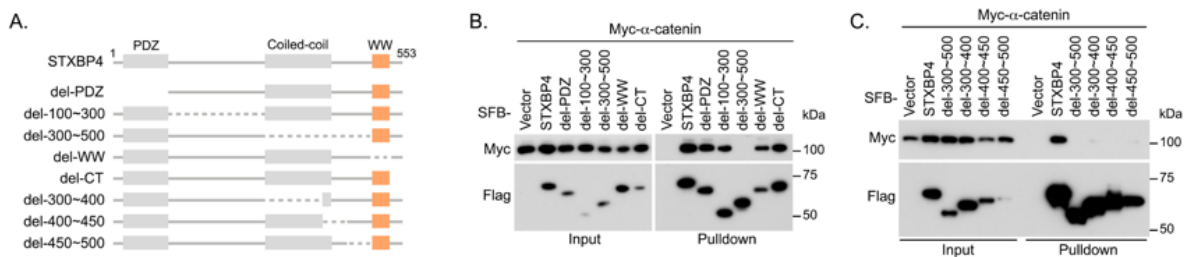 A.
1 PDZ Coiled-coil WW 553
STXBP4
del-PDZ
del-100~300
del-300~500
del-WW
del-CT
del-300~400
del-400~450
del-450~500
B.
Myc-α-catenin
SFB- Vector STXBP4 del-PDZ del-100~300 del-300~500 del-WW del-CT Vector STXBP4 del-PDZ del-100~300 del-300~500 del-WW del-CT kDa
Myc 100
Flag 75
50
Input Pulldown
C.
Myc-α-catenin
SFB- Vector STXBP4 del-300~500 del-300~400 del-400~450 del-450~500 Vector STXBP4 del-300~500 del-300~400 del-400~450 del-450~500 kDa
Myc 100
Flag 75
50
Input Pulldown